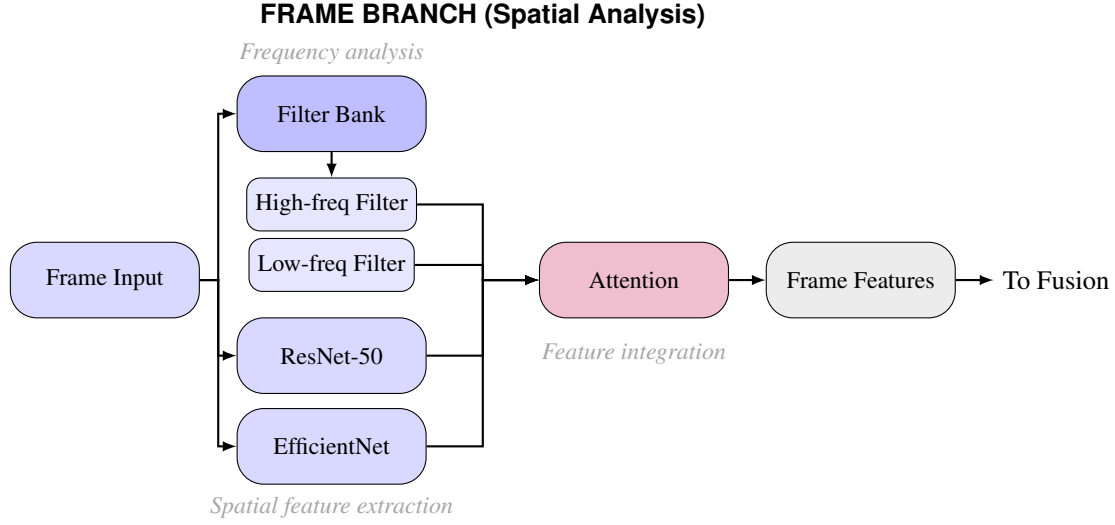 FRAME BRANCH (Spatial Analysis)
Frequency analysis
Filter Bank
High-freq Filter
Low-freq Filter
Frame Input
Attention
Frame Features
To Fusion
ResNet-50
Feature integration
EfficientNet
Spatial feature extraction